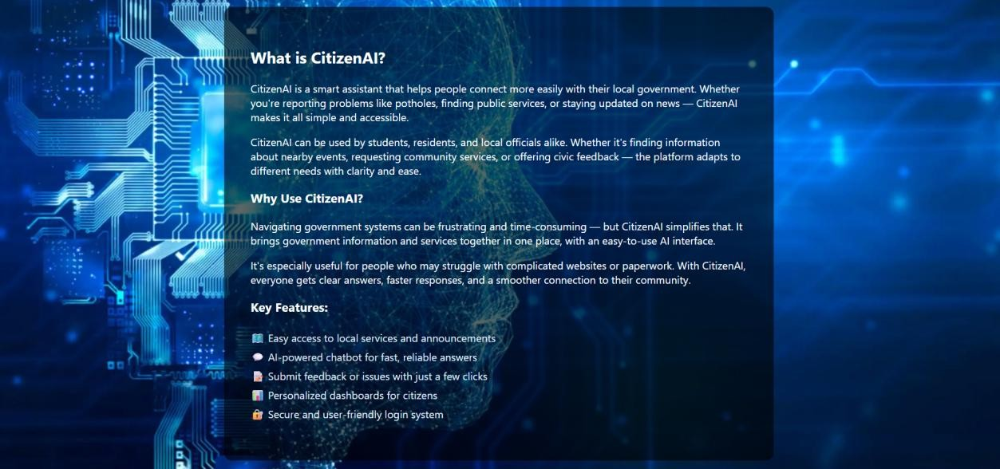 What is CitizenAI?
CitizenAI is a smart assistant that helps people connect more easily with their local government. Whether
you're reporting problems like potholes, finding public services, or staying updated on news — CitizenAI
makes it all simple and accessible.
CitizenAI can be used by students, residents, and local officials alike. Whether it's finding information
about nearby events, requesting community services, or offering civic feedback — the platform adapts to
different needs with clarity and ease.
Why Use CitizenAI?
Navigating government systems can be frustrating and time-consuming — but CitizenAI simplifies that. It
brings government information and services together in one place, with an easy-to-use AI interface.
It's especially useful for people who may struggle with complicated websites or paperwork. With CitizenAI,
everyone gets clear answers, faster responses, and a smoother connection to their community.
Key Features:
Easy access to local services and announcements
AI-powered chatbot for fast, reliable answers
Submit feedback or issues with just a few clicks
Personalized dashboards for citizens
Secure and user-friendly login system